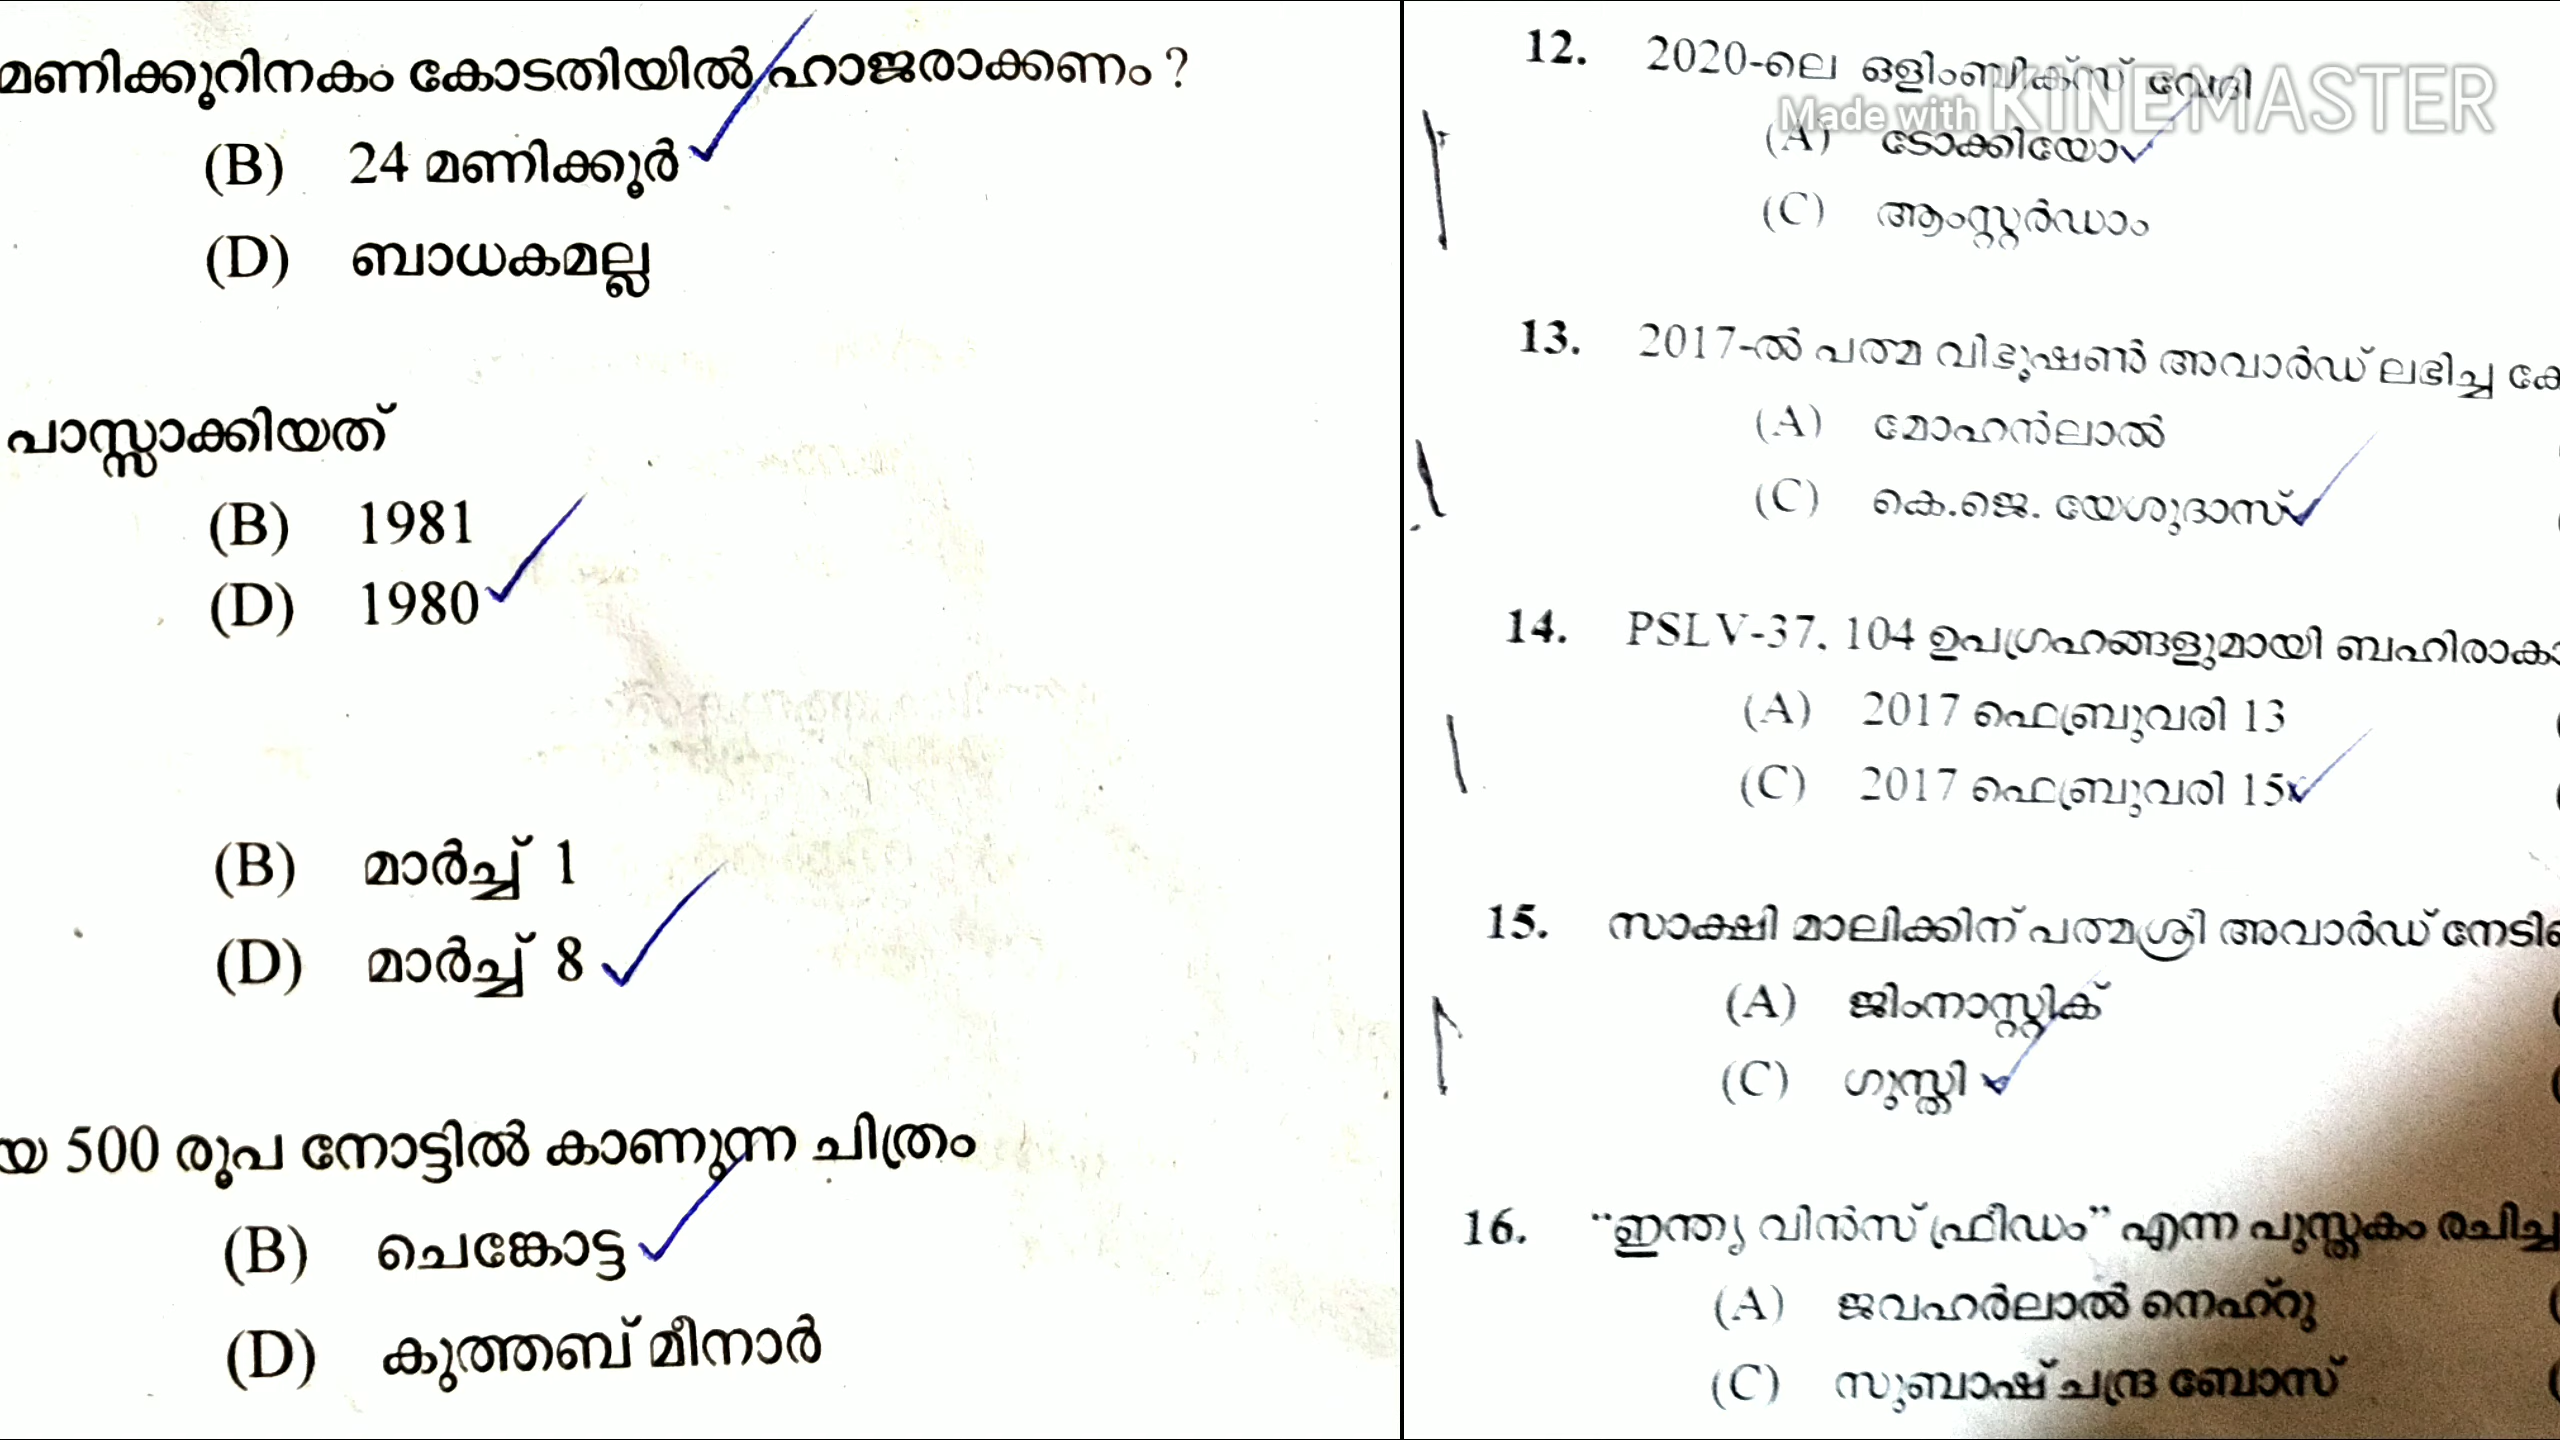 മണിക്കൂറിനകം കോടതിയിൽ ഹാജരാക്കണം ?
(B) 24 മണിക്കൂർ
(D) ബാധകമല്ല
പാസ്സാക്കിയത്
(B) 1981
(D) 1980
(B) മാർച്ച് 1
(D) മാർച്ച് 8
യ 500 രൂപ നോട്ടിൽ കാണുന്ന ചിത്രം
(B) ചെങ്കോട്ട
(D) കുത്തബ് മീനാർ
12. 2020-ലെ ഒളിംബിക്സ് വേദി
Made with KINEMASTER
(A) ടോക്കിയോ
(C) ആംസ്റ്റർഡാം
13. 2017-ൽ പത്മ വിഭൂഷൺ അവാർഡ് ലഭിച്ച കേ
(A) മോഹൻലാൽ
(C) കെ.ജെ. യേശുദാസ്
14. PSLV-37. 104 ഉപഗ്രഹങ്ങളുമായി ബഹിരാകാ
(A) 2017 ഫെബ്രുവരി 13
(C) 2017 ഫെബ്രുവരി 15
15. സാക്ഷി മാലിക്കിന് പത്മശ്രീ അവാർഡ് നേടി
(A) ജിംനാസ്റ്റിക്
(C) ഗുസ്തി
16. “ഇന്ത്യ വിൻസ് ഫ്രീഡം” എന്ന പുസ്തകം രചിച്ച
(A) ജവഹർലാൽ നെഹ്റു
(C) സുബാഷ് ചന്ദ്ര ബോസ്